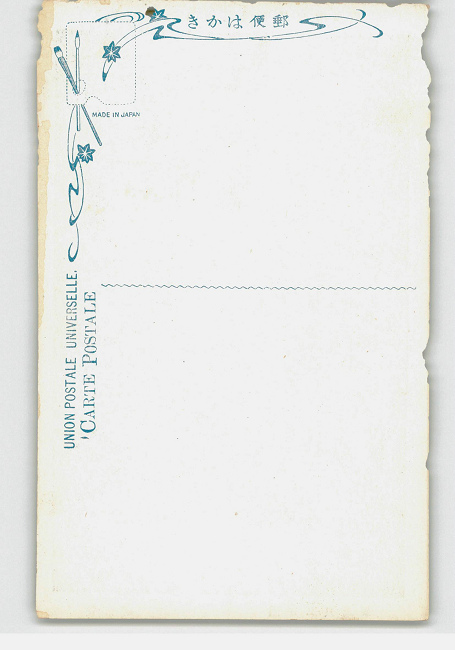 きかは便郵
MADE IN JAPAN
UNION POSTALE UNIVERSELLE.
CARTE POSTALE